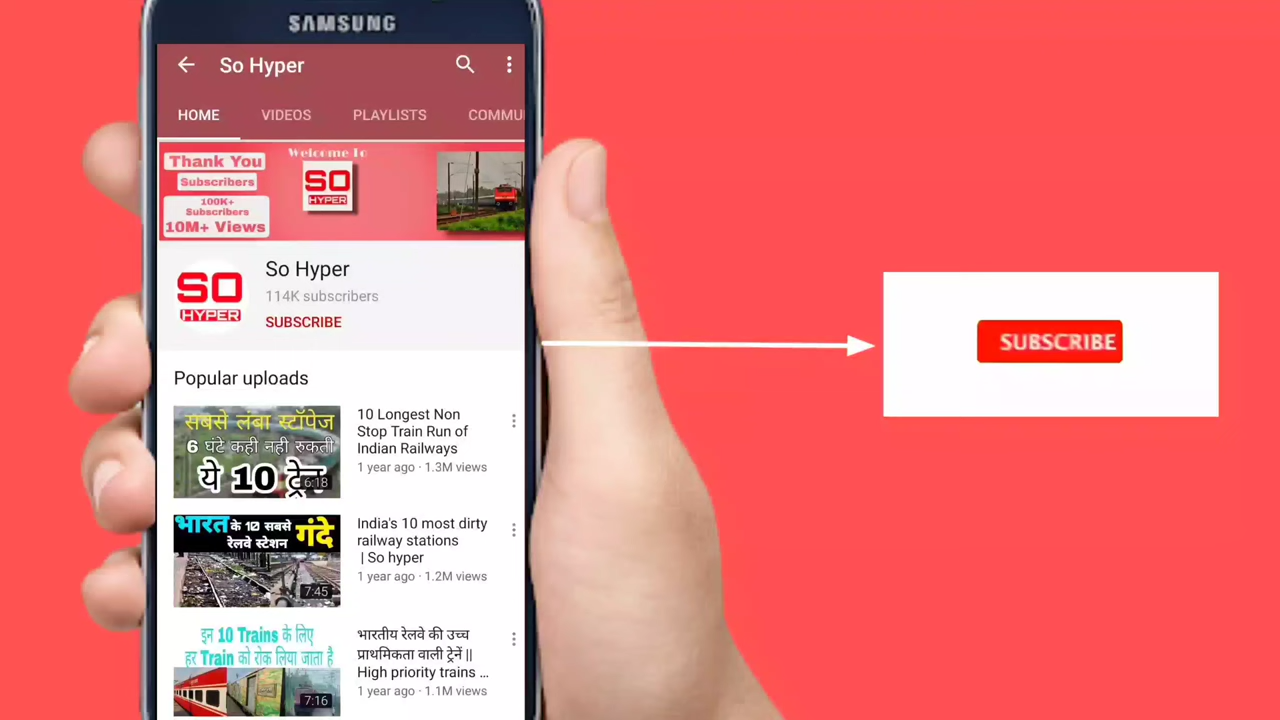 SAMSUNG
So Hyper
HOME VIDEOS PLAYLISTS COMMU
Thank You
Subscribers
100K+
Subscribers
10M+ Views
Welcome To
SO
HYPER
SO
HYPER
So Hyper
114K subscribers
SUBSCRIBE
SUBSCRIBE
Popular uploads
सबसे लंबा स्टॉपेज
6 घंटे कही नही रुकती
ये 10 ट्रेन
6:18
10 Longest Non
Stop Train Run of
Indian Railways
1 year ago · 1.3M views
भारत के 10 सबसे गंदे
रेलवे स्टेशन
7:45
India's 10 most dirty
railway stations
| So hyper
1 year ago · 1.2M views
इन 10 Trains के लिए
हर Train को रोक लिया जाता है
7:16
भारतीय रेलवे की उच्च
प्राथमिकता वाली ट्रेनें ||
High priority trains ...
1 year ago · 1.1M views